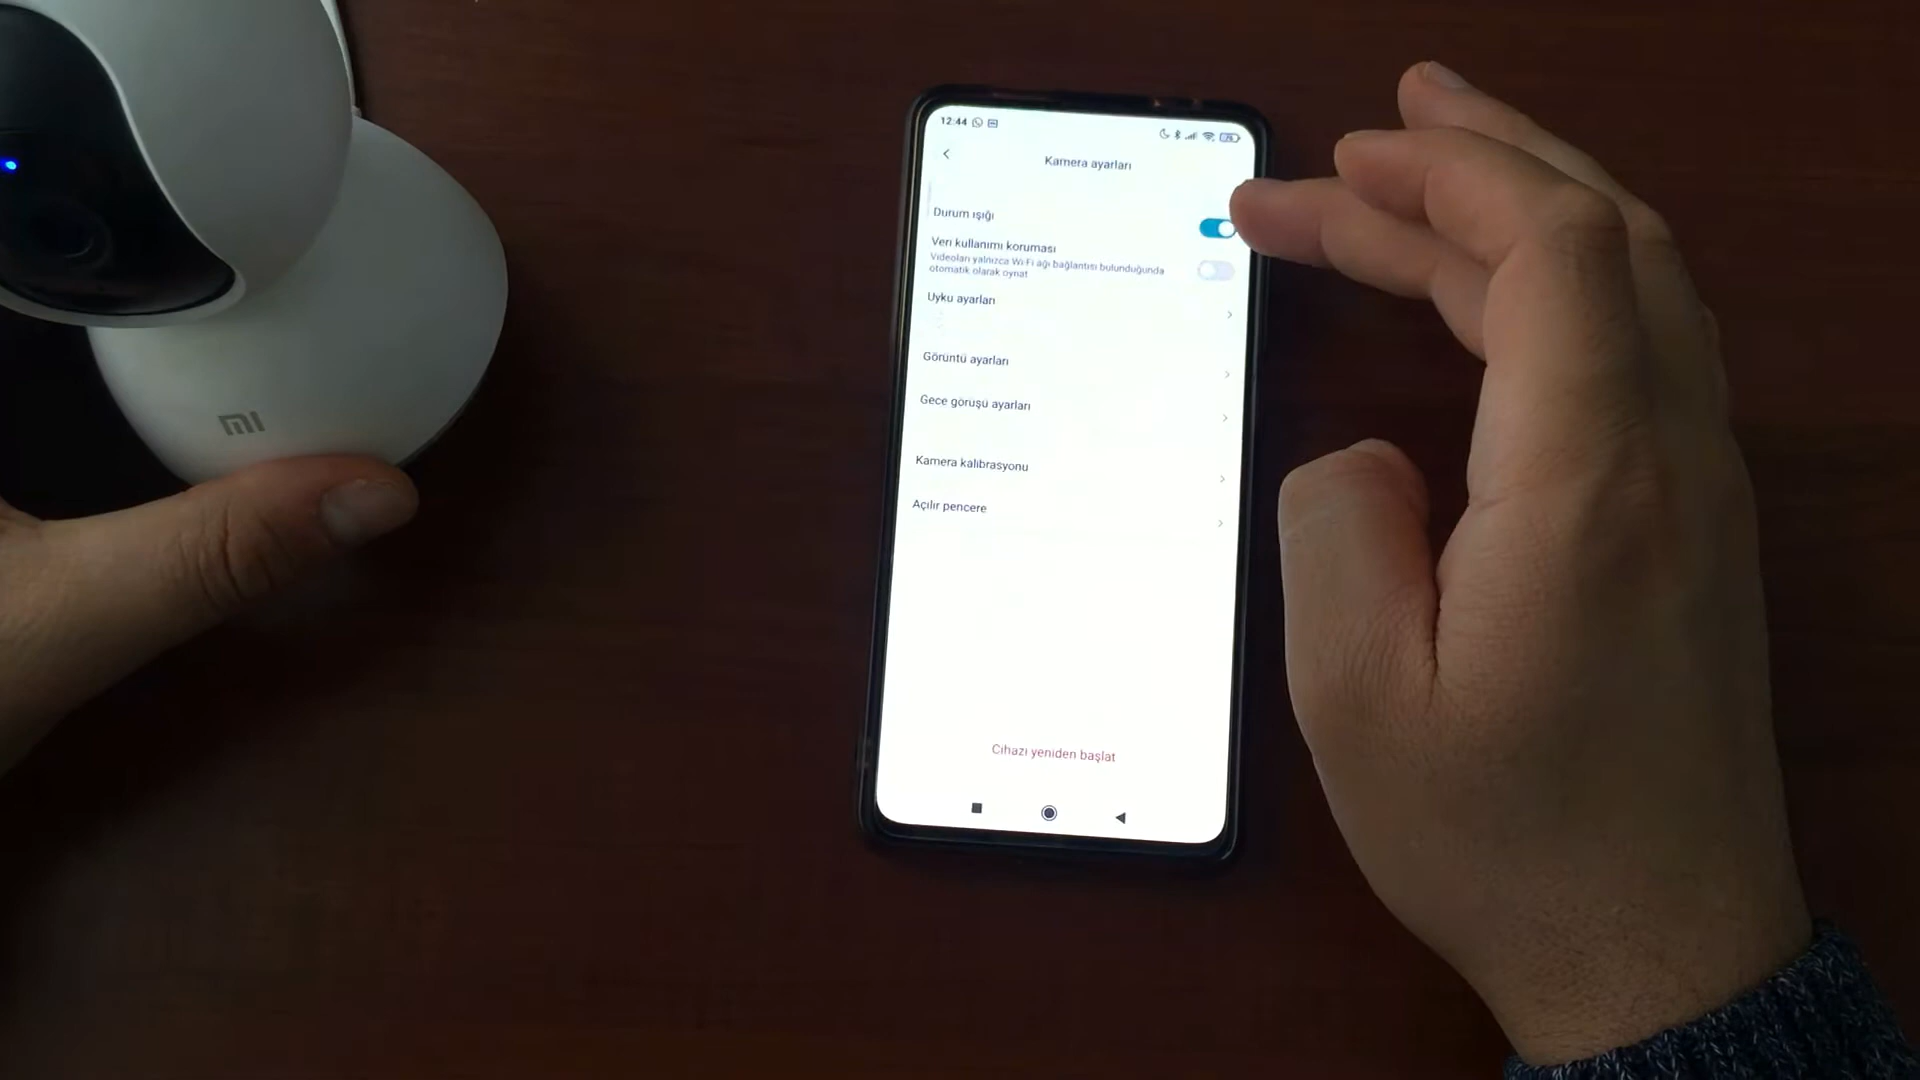 12:44
Kamera ayarları
Durum ışığı
Veri kullanımı koruması
Videoları yalnızca Wi-Fi ağı bağlantısı bulunduğunda
otomatik olarak oynat
Uyku ayarları
Görüntü ayarları
Gece görüşü ayarları
Kamera kalibrasyonu
Açılır pencere
Cihazı yeniden başlat
mi